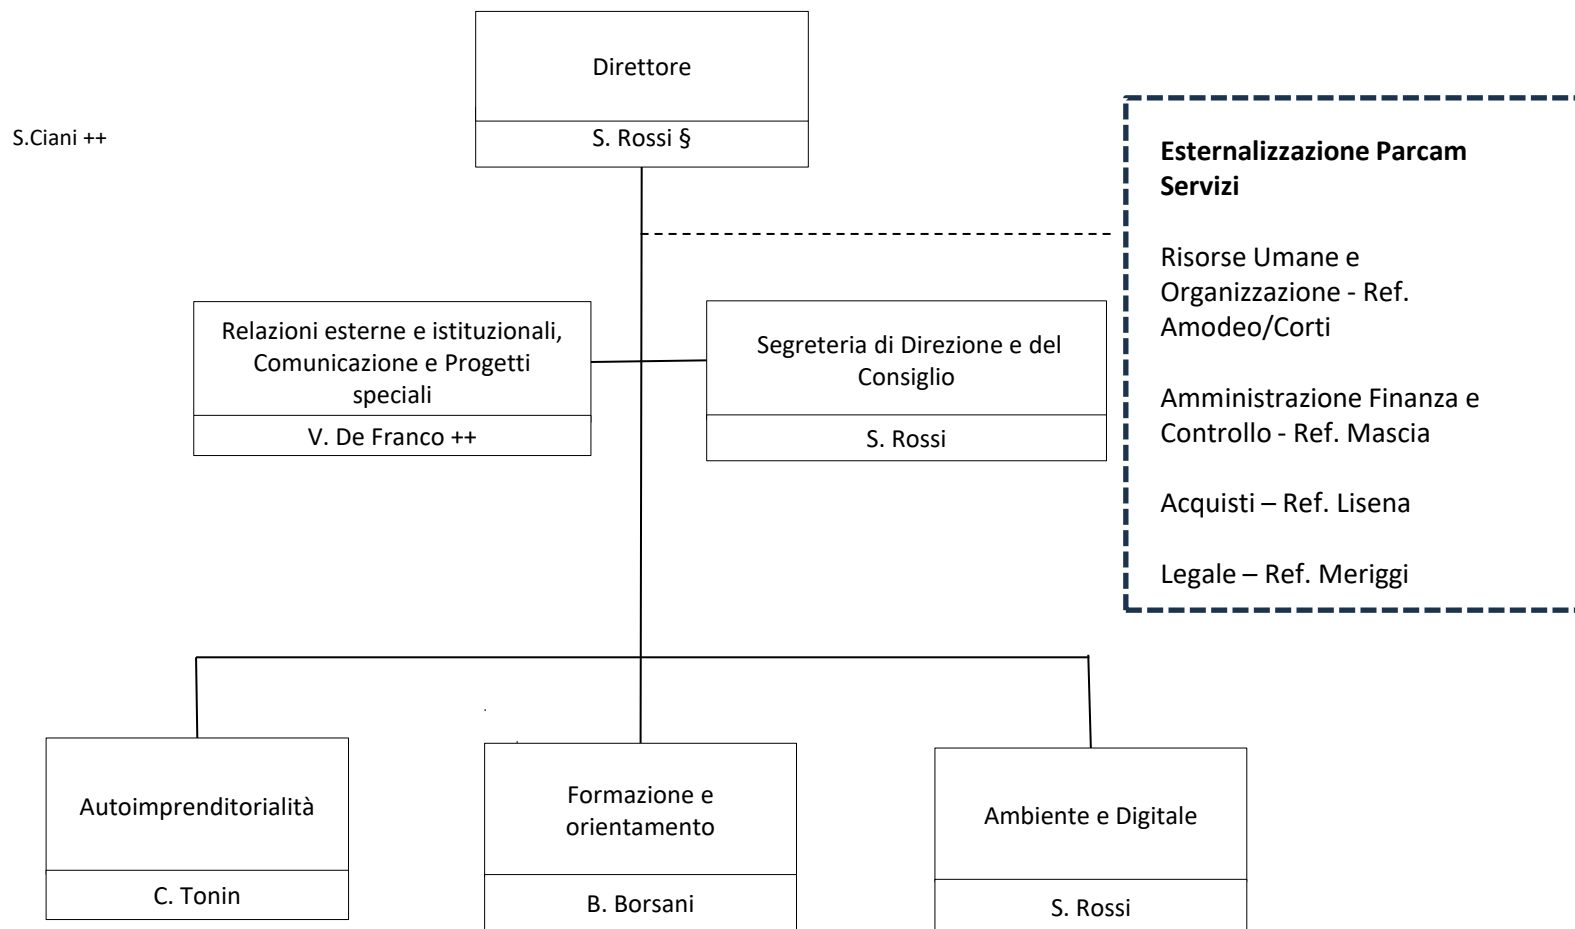 Direttore
S. Rossi §
S.Ciani ++
Esternalizzazione Parcam
Servizi
Risorse Umane e
Organizzazione - Ref.
Amodeo/Corti
Amministrazione Finanza e
Controllo - Ref. Mascia
Acquisti – Ref. Lisena
Legale – Ref. Meriggi
Relazioni esterne e istituzionali,
Comunicazione e Progetti
speciali
V. De Franco ++
Segreteria di Direzione e del
Consiglio
S. Rossi
Autoimprenditorialità
C. Tonin
Formazione e
orientamento
B. Borsani
Ambiente e Digitale
S. Rossi